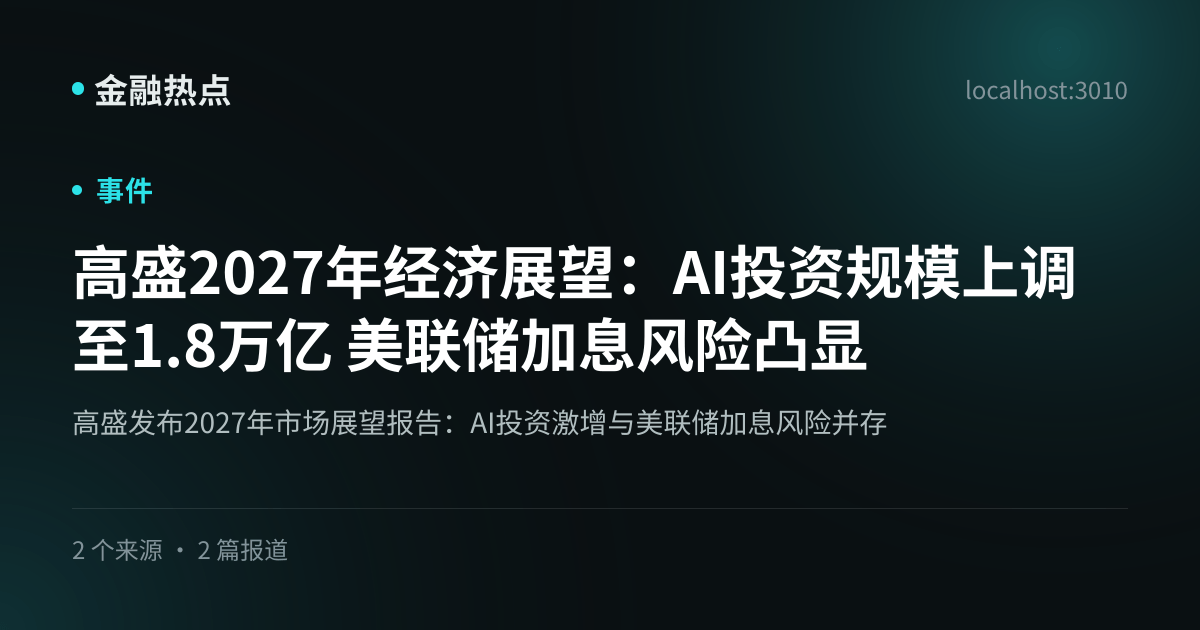 金融热点
localhost:3010
事件
高盛2027年经济展望：AI投资规模上调
至1.8万亿 美联储加息风险凸显
高盛发布2027年市场展望报告：AI投资激增与美联储加息风险并存
2 个来源 · 2 篇报道